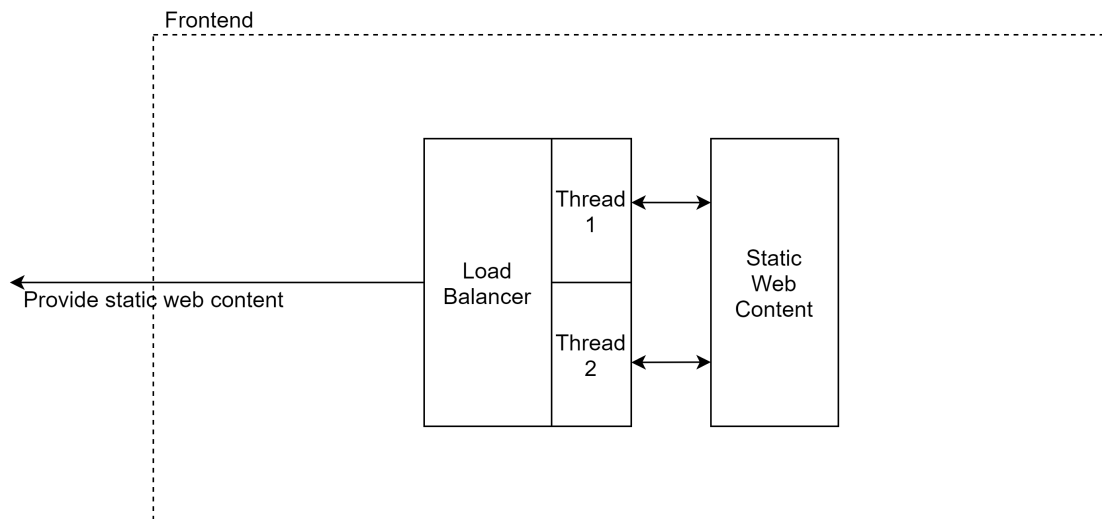 Frontend
Thread
1
Load
Balancer
Static
Web
Content
Provide static web content
Thread
2